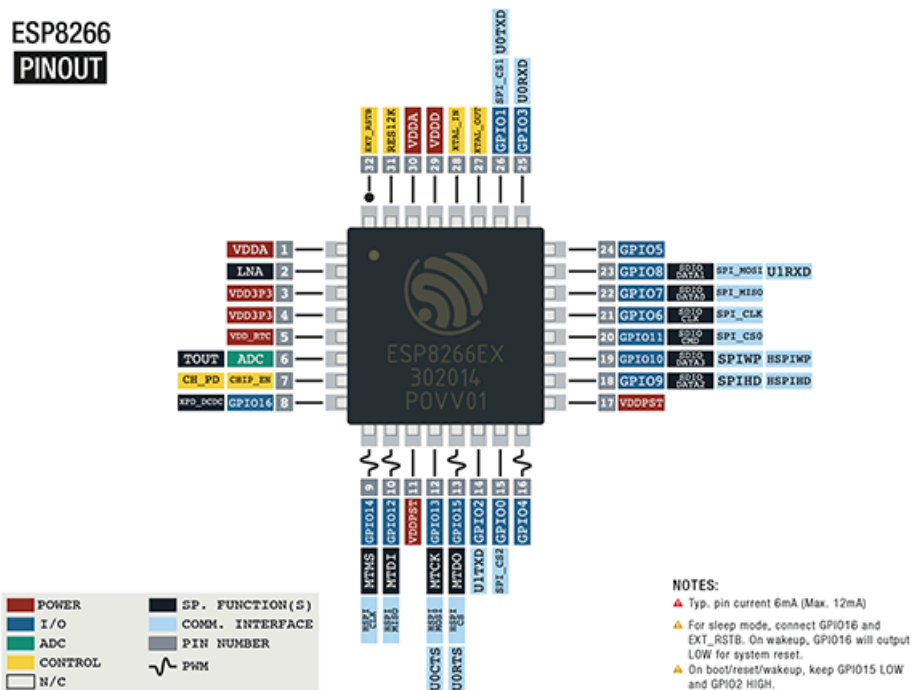 ESP8266
PINOUT
U0TXD
SPI_CS1 U0RXD
EXT_RSTB RES12K VDDA VDDD XTAL_IN XTAL_OUT GPIO1 GPIO3
32 31 30 29 28 27 26 25
VDDA 1
LNA 2
VDD3P3 3
VDD3P3 4
VDD_RTC 5
TOUT ADC 6
CH_PD CHIP_EN 7
XPD_DCDC GPIO16 8
ESP8266EX
302014
P0VV01
24 GPIO5
23 GPIO8 SDIO DATA1 SPI_MOSI U1RXD
22 GPIO7 SDIO DATA0 SPI_MISO
21 GPIO6 SDIO CLK SPI_CLK
20 GPIO11 SDIO CMD SPI_CS0
19 GPIO10 SDIO DATA3 SPIWP HSPIWP
18 GPIO9 SDIO DATA2 SPIHD HSPIHD
17 VDDPST
9 10 11 12 13 14 15 16
GPIO14 GPIO12 VDDPST GPIO13 GPIO15 GPIO2 GPIO0 GPIO4
MTMS MTDI MTCK MTDO U1TXD SPI_CS2
HSPI CLK HSPI MISO HSPI MOSI HSPI CS
U0CTS U0RTS
POWER
I/O
ADC
CONTROL
N/C
SP. FUNCTION(S)
COMM. INTERFACE
PIN NUMBER
PWM
NOTES:
Typ. pin current 6mA (Max. 12mA)
For sleep mode, connect GPIO16 and
EXT_RSTB. On wakeup, GPIO16 will output
LOW for system reset.
On boot/reset/wakeup, keep GPIO15 LOW
and GPIO2 HIGH.